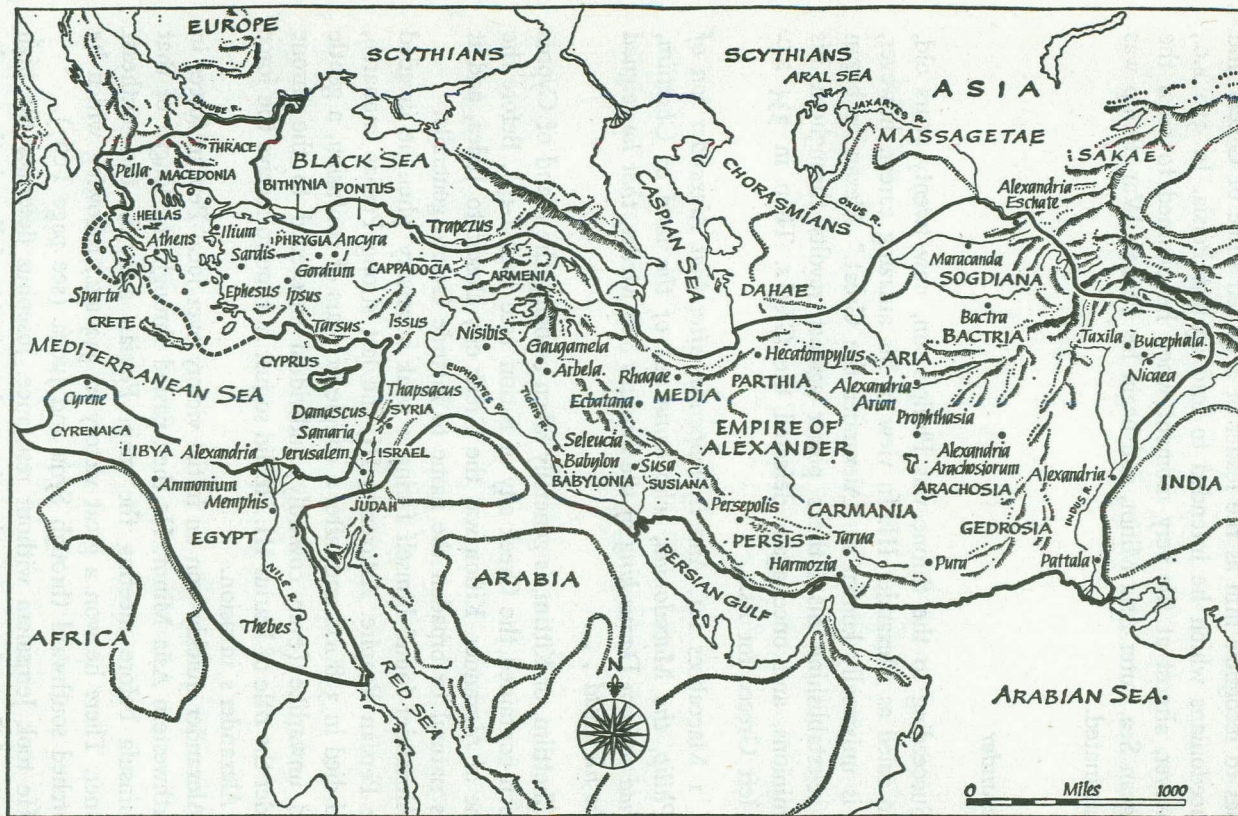 EUROPE
SCYTHIANS
SCYTHIANS
ARAL SEA
ASIA
DANUBE R.
JAXARTES R.
MASSAGETAE
THRACE
BLACK SEA
SAKAE
Pella
MACEDONIA
BITHYNIA
PONTUS
CASPIAN SEA
CHORASMIANS
OXUS R.
Alexandria
Eschate
HELLAS
Ilium
Trapezus
Athens
PHRYGIA
Ancyra
Maracanda
SOGDIANA
Sardis
Gordium
CAPPADOCIA
ARMENIA
DAHAE
Sparta
Ephesus
Ipsus
Bactra
BACTRIA
CRETE
Tarsus
Issus
Nisibis
Gaugamela
Hecatompylus
ARIA
Taxila
Bucephala
MEDITERRANEAN SEA
CYPRUS
Arbela
Rhagae
MEDIA
PARTHIA
Alexandria
Arion
Nicaea
EUPHRATES R.
TIGRIS R.
Cyrene
Thapsacus
Ecbatana
Prophthasia
CYRENAICA
Damascus
SYRIA
EMPIRE OF
ALEXANDER
Samaria
Seleucia
Alexandria
Arachosiorum
LIBYA
Alexandria
Jerusalem
ISRAEL
Babylon
BABYLONIA
Susa
SUSIANA
Alexandria
INDIA
Ammonium
ARACHOSIA
Memphis
JUDAH
Persepolis
CARMANIA
INDUS R.
EGYPT
PERSIS
Tarua
GEDROSIA
ARABIA
Harmozia
Pura
Pattala
PERSIAN GULF
NILE R.
Thebes
AFRICA
RED SEA
N
ARABIAN SEA
0 Miles 1000